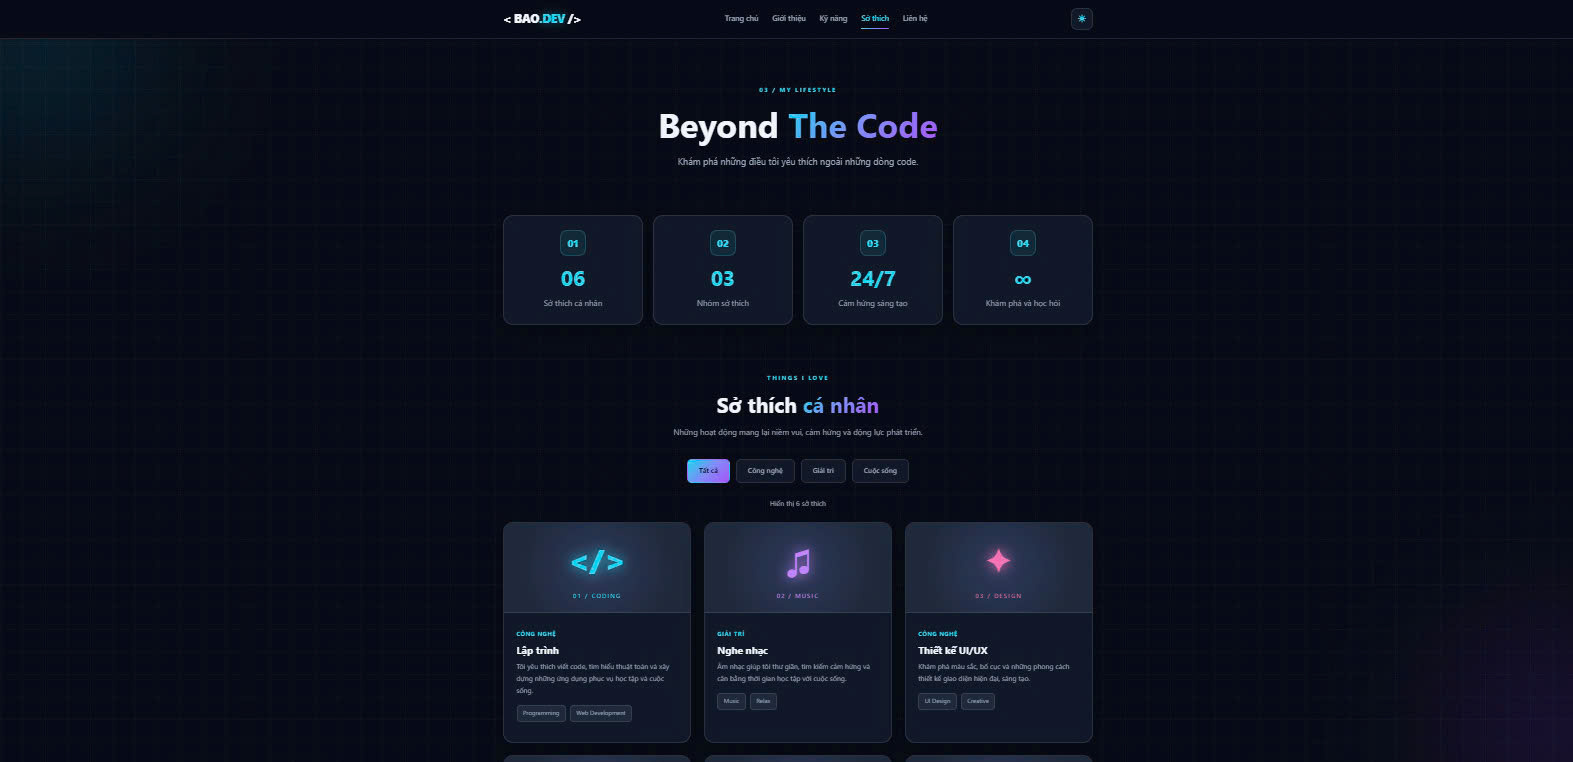 < BAO.DEV />
Trang chủ Giới thiệu Kỹ năng Sở thích Liên hệ
03 / MY LIFESTYLE
Beyond The Code
Khám phá những điều tôi yêu thích ngoài những dòng code.
01
06
Sở thích cá nhân
02
03
Nhóm sở thích
03
24/7
Cảm hứng sáng tạo
04
∞
Khám phá và học hỏi
THINGS I LOVE
Sở thích cá nhân
Những hoạt động mang lại niềm vui, cảm hứng và động lực phát triển.
Tất cả Công nghệ Giải trí Cuộc sống
Hiển thị 6 sở thích
</>
01 / CODING
CÔNG NGHỆ
Lập trình
Tôi yêu thích viết code, tìm hiểu thuật toán và xây
dựng những ứng dụng phục vụ học tập và cuộc
sống.
Programming Web Development
02 / MUSIC
GIẢI TRÍ
Nghe nhạc
Âm nhạc giúp tôi thư giãn, tìm kiếm cảm hứng và
cân bằng thời gian học tập với cuộc sống.
Music Relax
03 / DESIGN
CÔNG NGHỆ
Thiết kế UI/UX
Khám phá màu sắc, bố cục và những phong cách
thiết kế giao diện hiện đại, sáng tạo.
UI Design Creative